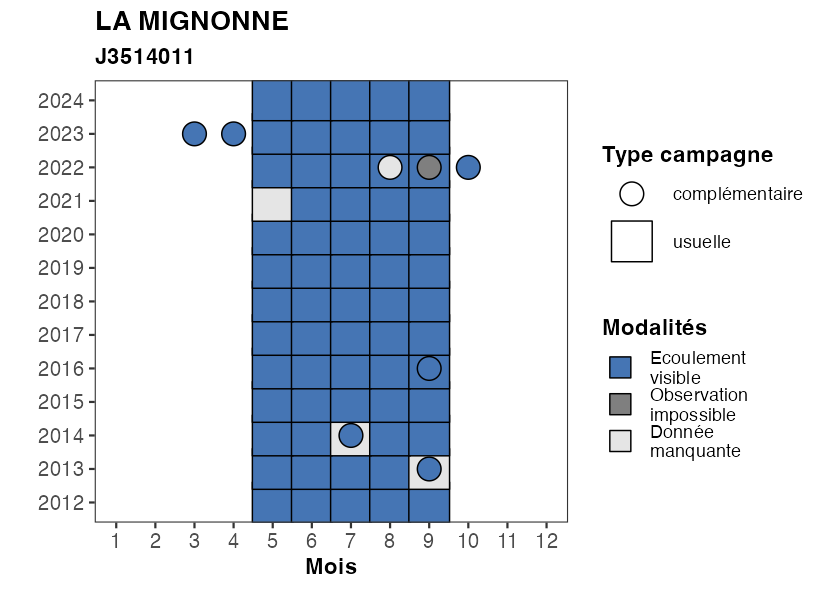 LA MIGNONNE
J3514011
2024
2023
2022
2021
2020
2019
2018
2017
2016
2015
2014
2013
2012
1 2 3 4 5 6 7 8 9 10 11 12
Mois
Type campagne
complémentaire
usuelle
Modalités
Ecoulement
visible
Observation
impossible
Donnée
manquante